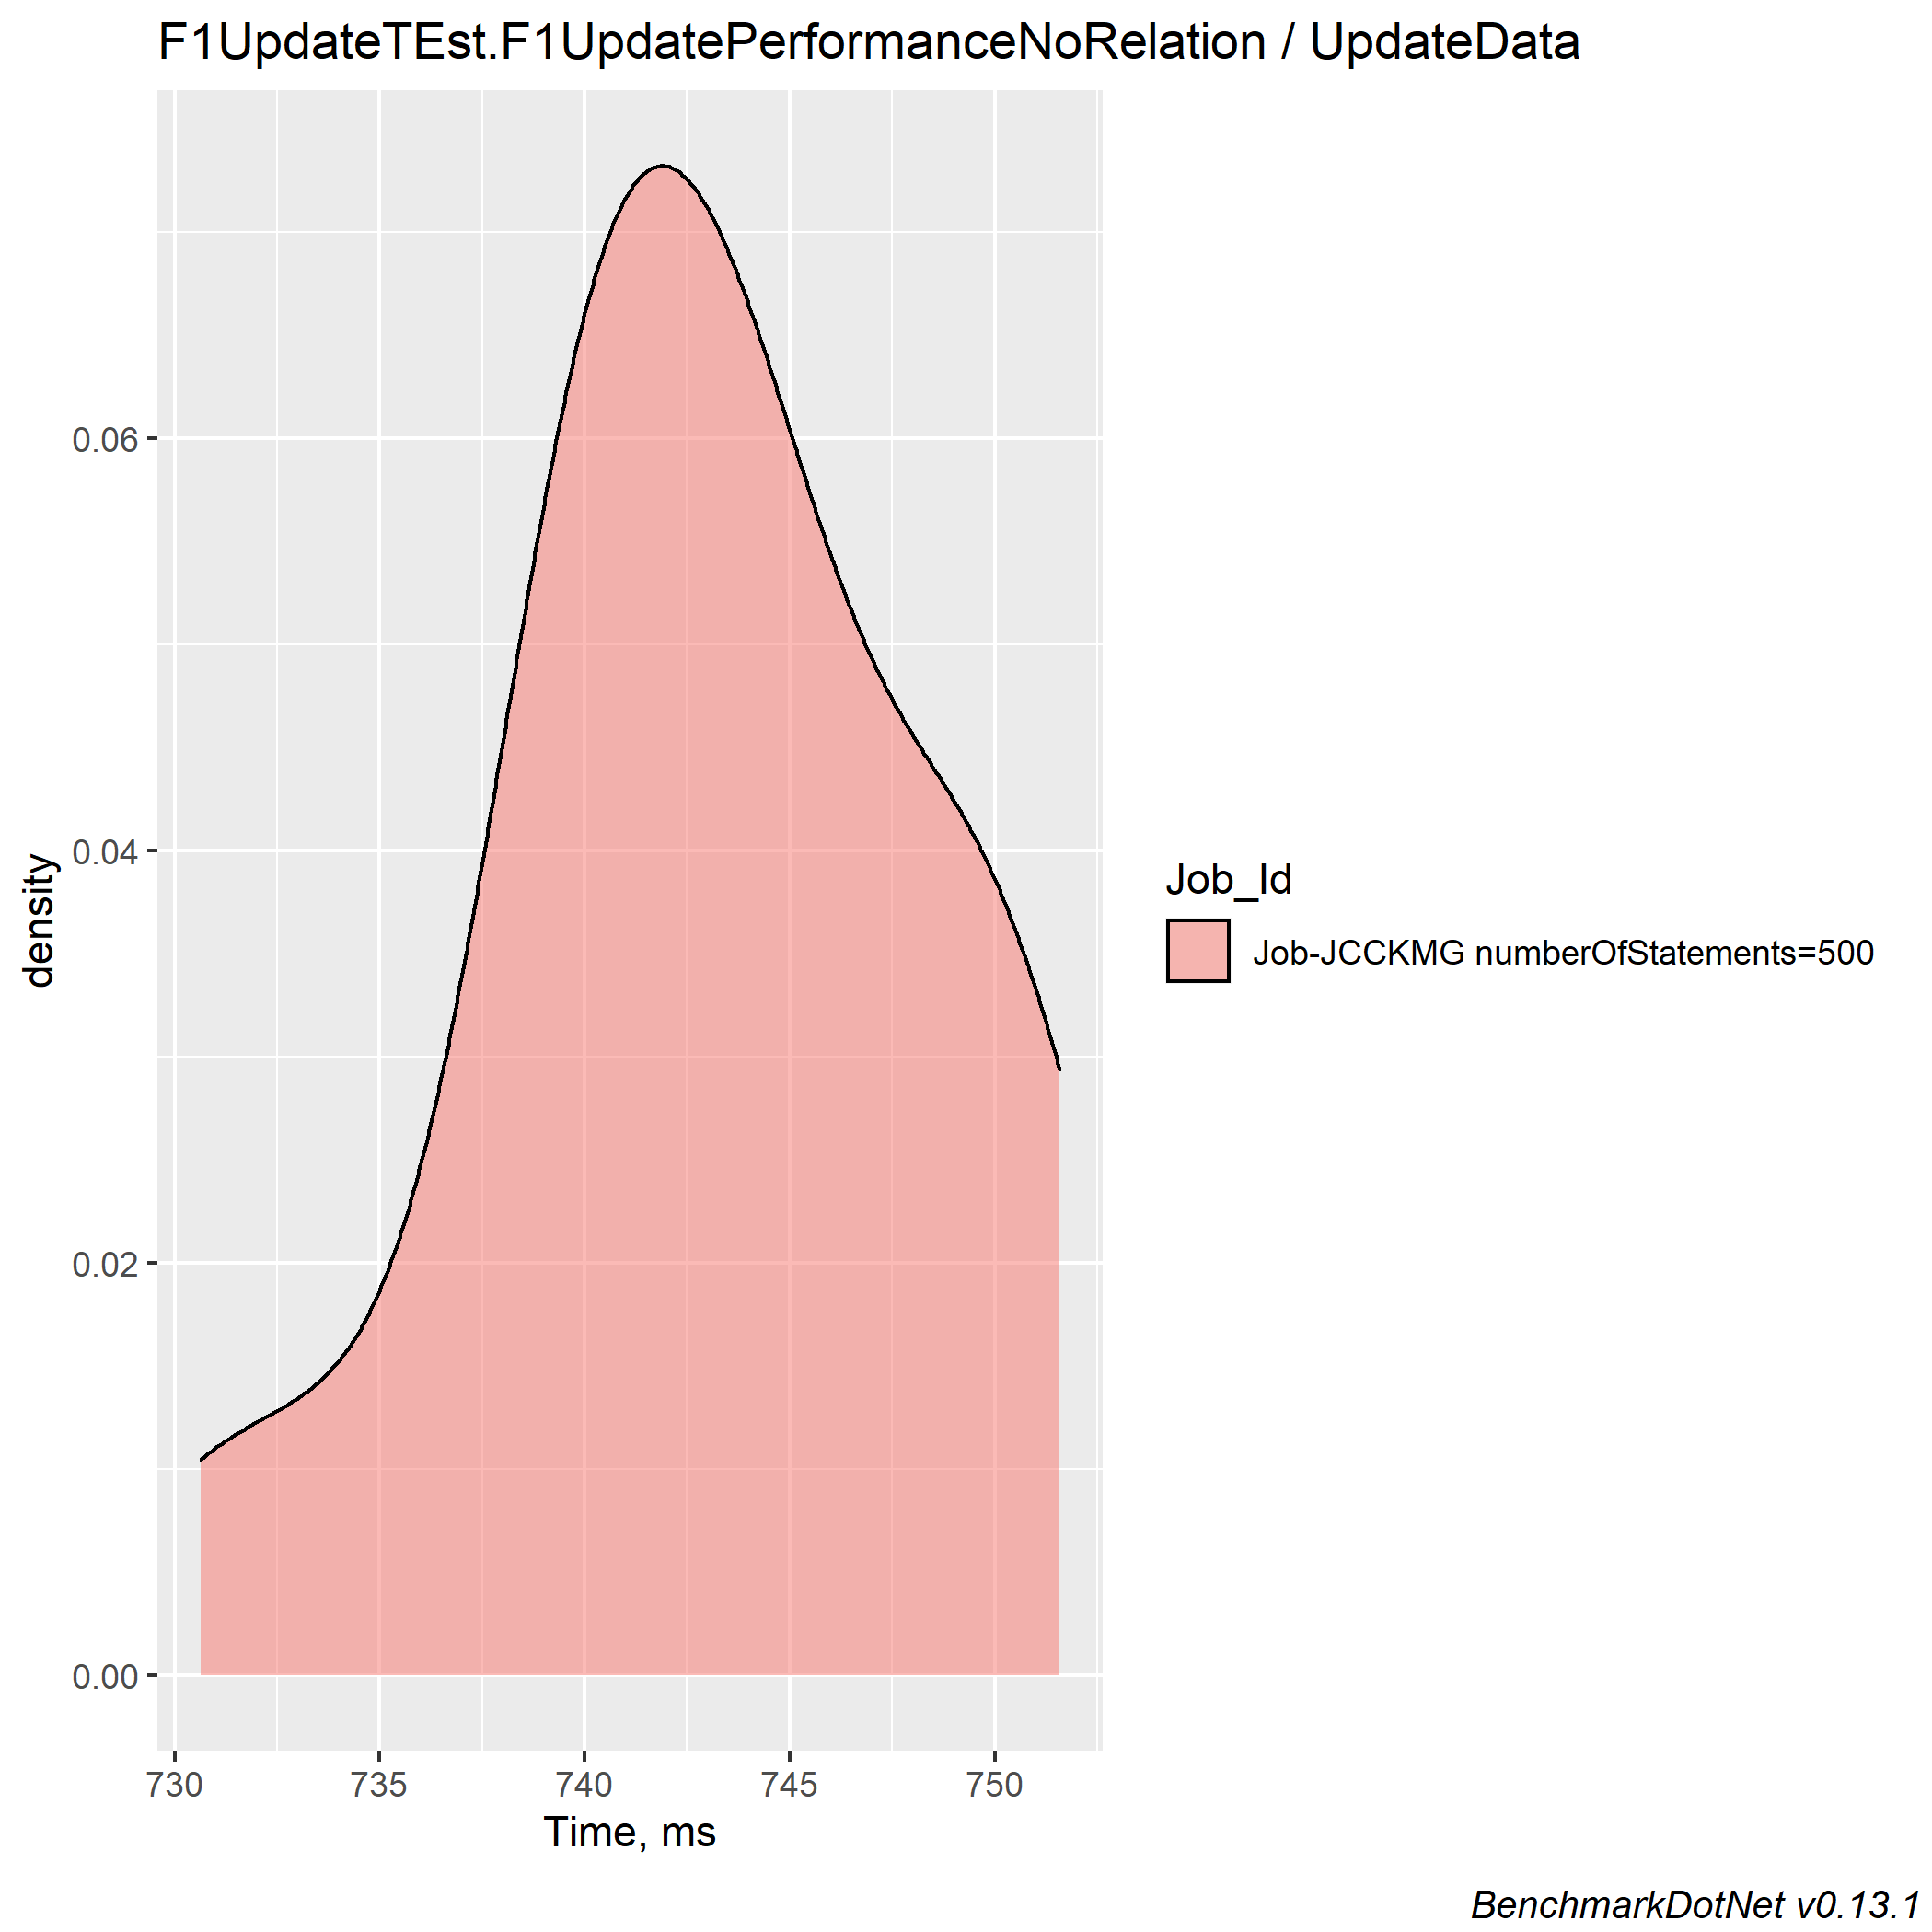 F1UpdateTEst.F1UpdatePerformanceNoRelation / UpdateData
density
0.06
0.04
0.02
0.00
730 735 740 745 750
Time, ms
Job_Id
Job-JCCKMG numberOfStatements=500
BenchmarkDotNet v0.13.1